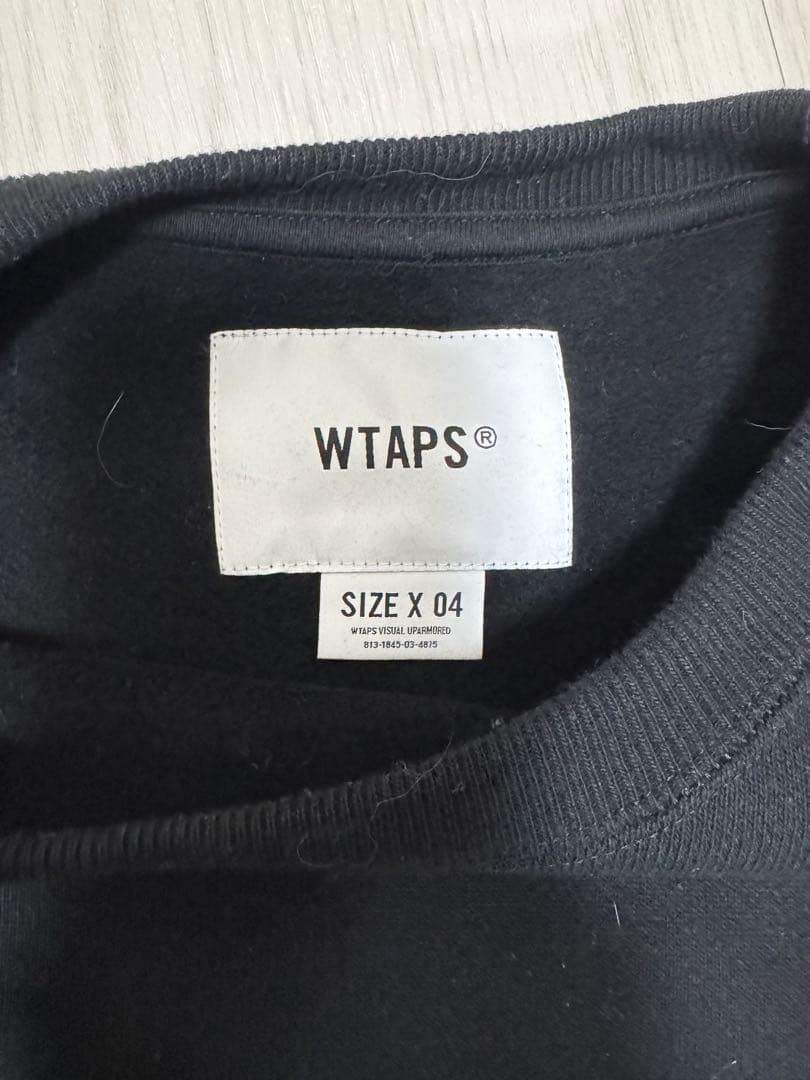 WTAPS®
SIZE X 04
WTAPS VISUAL UPARMORED
813-1845-03-4875